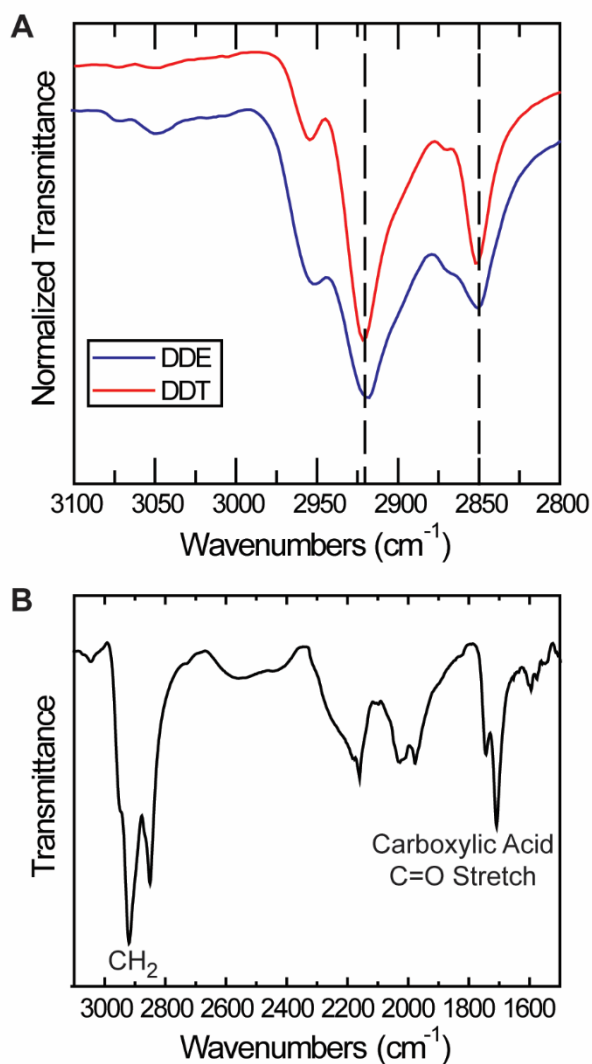 A
Normalized Transmittance
DDE
DDT
3100 3050 3000 2950 2900 2850 2800
Wavenumbers (cm⁻¹)
B
Transmittance
Carboxylic Acid
C=O Stretch
CH₂
3000 2800 2600 2400 2200 2000 1800 1600
Wavenumbers (cm⁻¹)